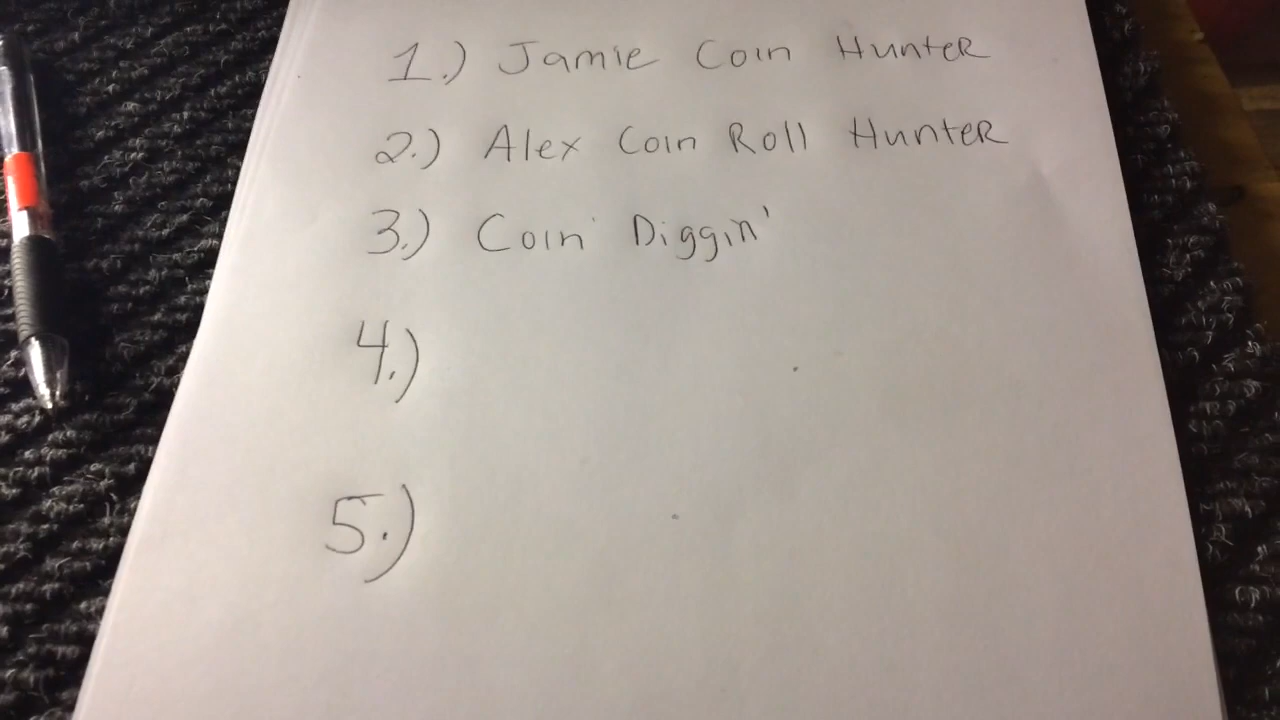 1.) Jamie Coin Hunter
2.) Alex Coin Roll Hunter
3.) Coin Diggin'
4.)
5.)